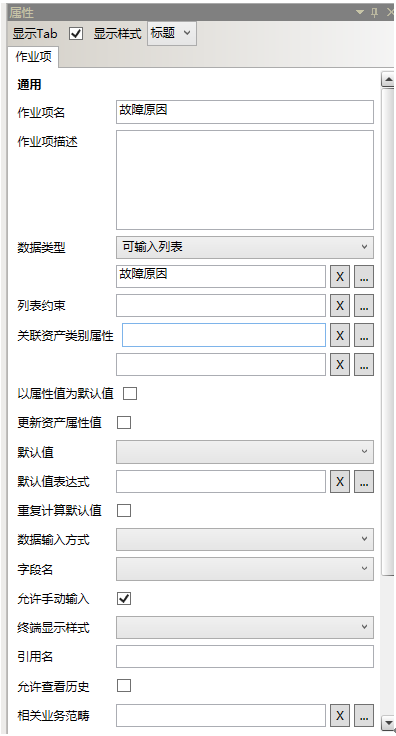 属性
显示Tab 显示样式 标题
作业项
通用
作业项名 故障原因
作业项描述
数据类型 可输入列表
故障原因 X ...
列表约束 X ...
关联资产类别属性 X ...
X ...
以属性值为默认值
更新资产属性值
默认值
默认值表达式 X ...
重复计算默认值
数据输入方式
字段名
允许手动输入
终端显示样式
引用名
允许查看历史
相关业务范畴 X ...